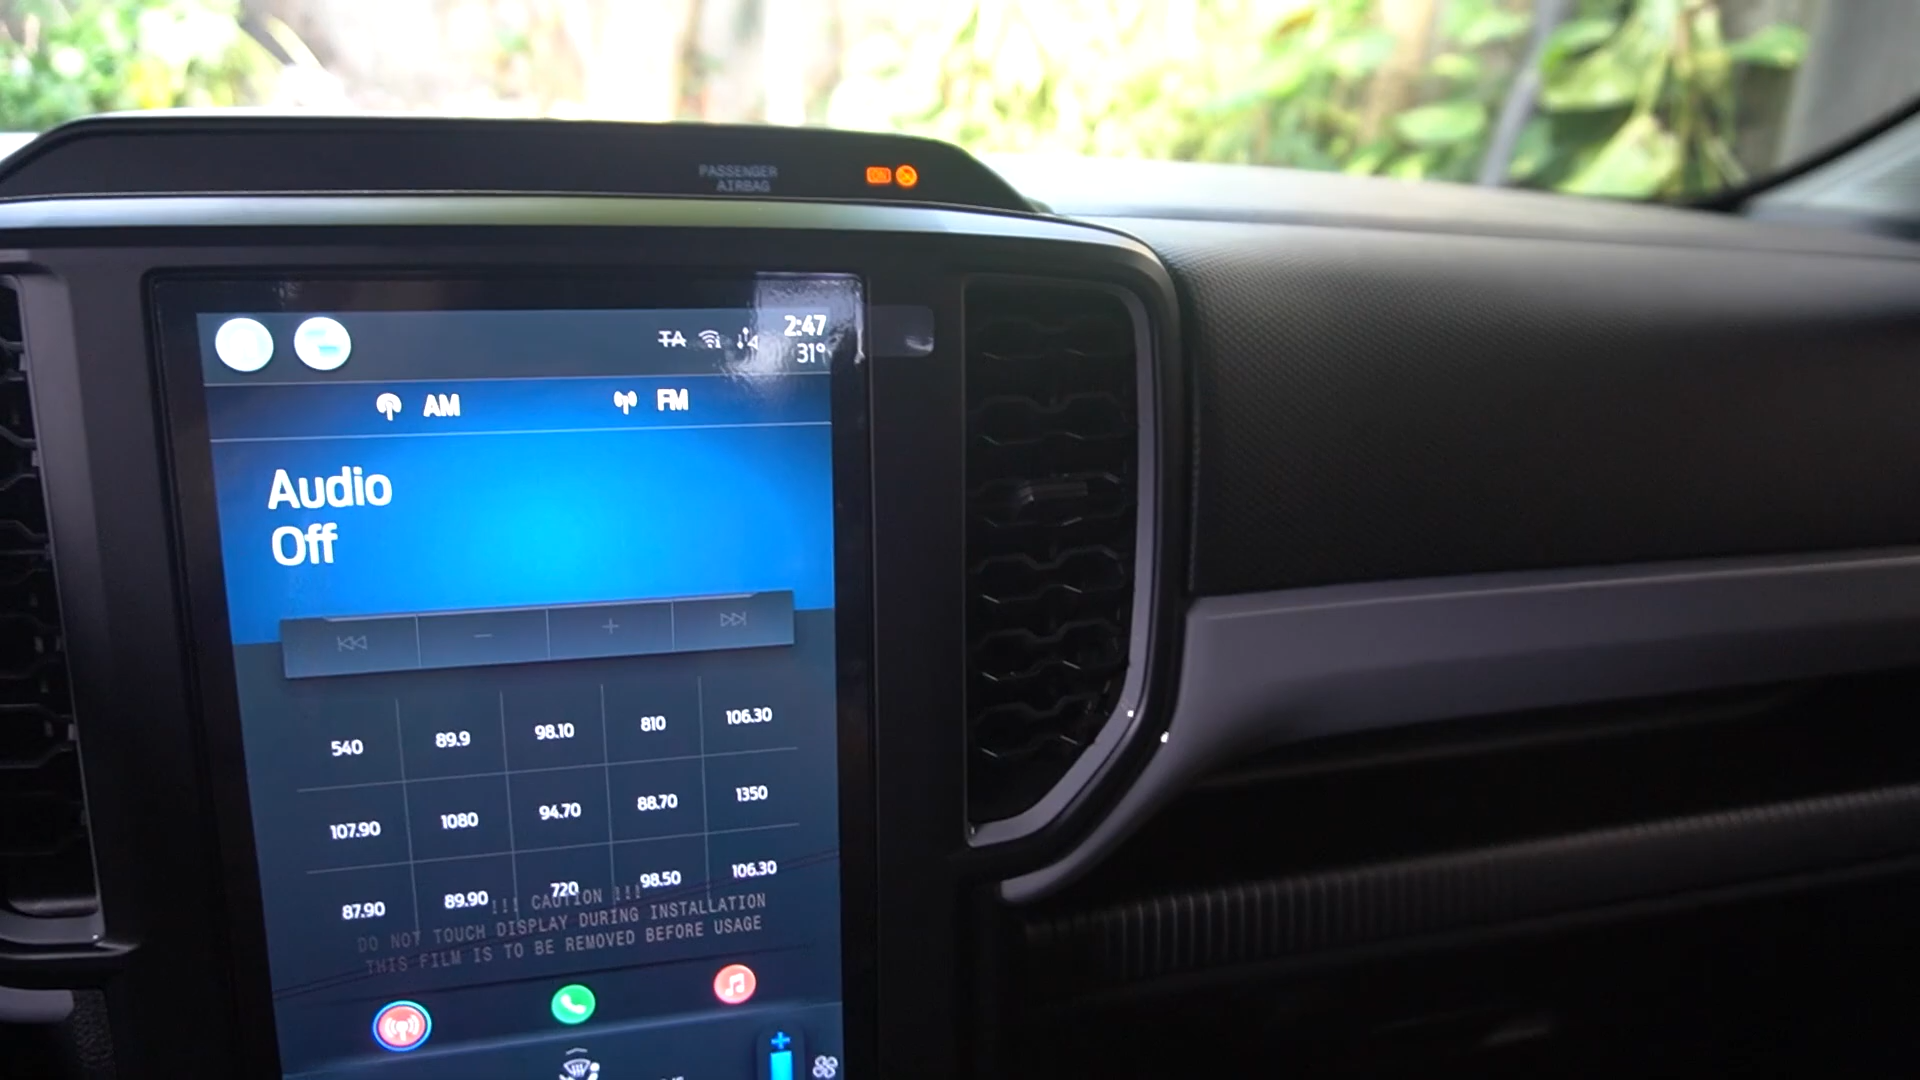 PASSENGER
AIRBAG
TA
2:47
31°
AM FM
Audio
Off
540 89.9 98.10 810 106.30
107.90 1080 94.70 88.70 1350
87.90 89.90 720 98.50 106.30
!!! CAUTION !!!
DO NOT TOUCH DISPLAY DURING INSTALLATION
THIS FILM IS TO BE REMOVED BEFORE USAGE